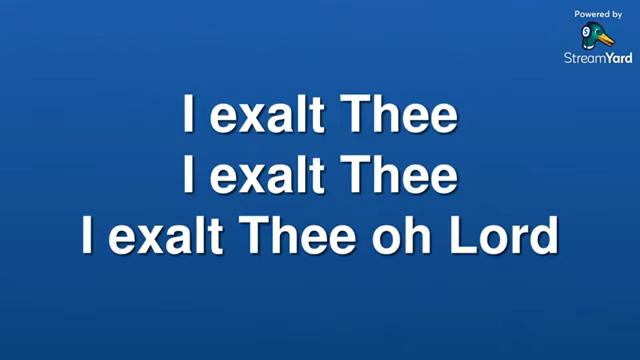 Powered by
StreamYard
I exalt Thee
I exalt Thee
I exalt Thee oh Lord